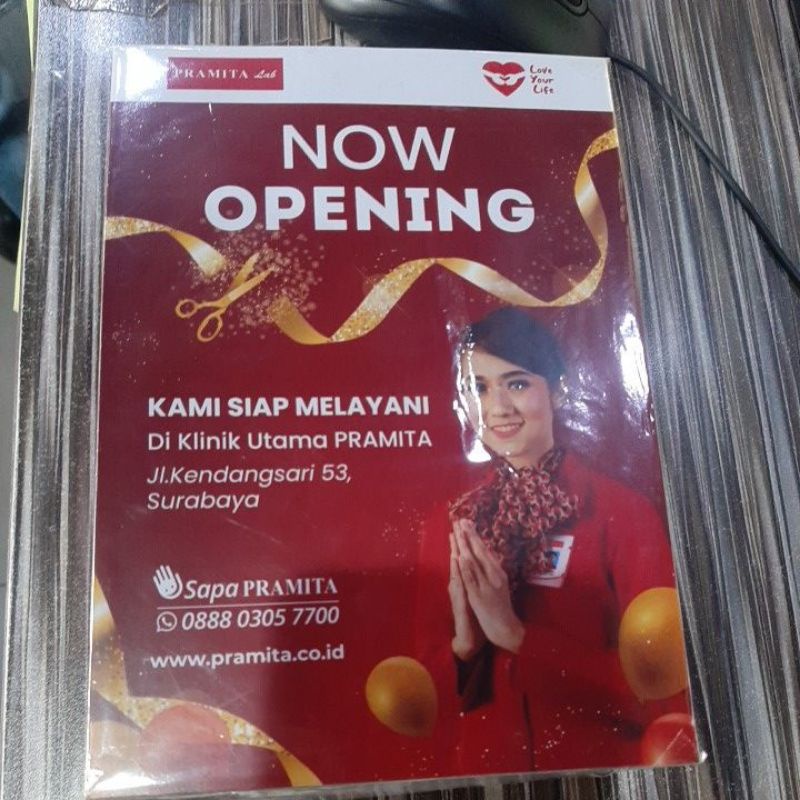 PRAMITA Lab
Love
Your
Life
NOW
OPENING
KAMI SIAP MELAYANI
Di Klinik Utama PRAMITA
Jl.Kendangsari 53,
Surabaya
Sapa PRAMITA
0888 0305 7700
www.pramita.co.id